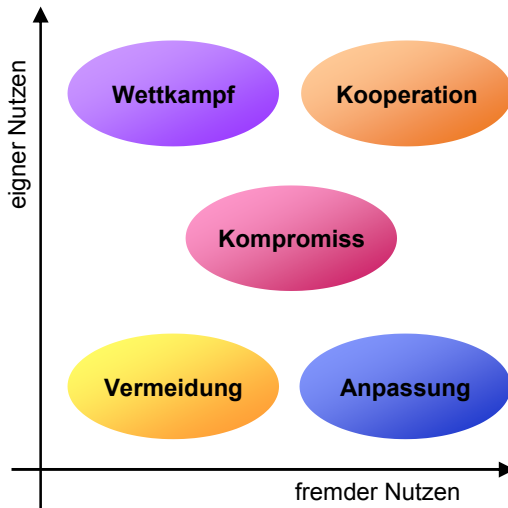 eigner Nutzen
Wettkampf
Kooperation
Kompromiss
Vermeidung
Anpassung
fremder Nutzen